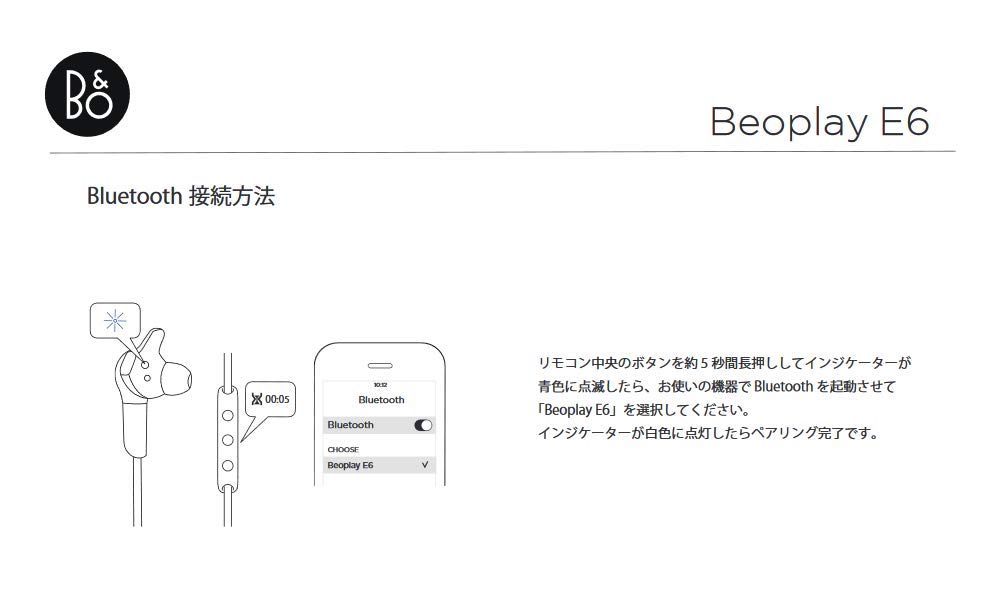 B&O
Beoplay E6
Bluetooth 接続方法
00:05
10:12
Bluetooth
Bluetooth
CHOOSE
Beoplay E6
リモコン中央のボタンを約 5 秒間長押ししてインジケーターが
青色に点滅したら、お使いの機器で Bluetooth を起動させて
「Beoplay E6」を選択してください。
インジケーターが白色に点灯したらペアリング完了です。